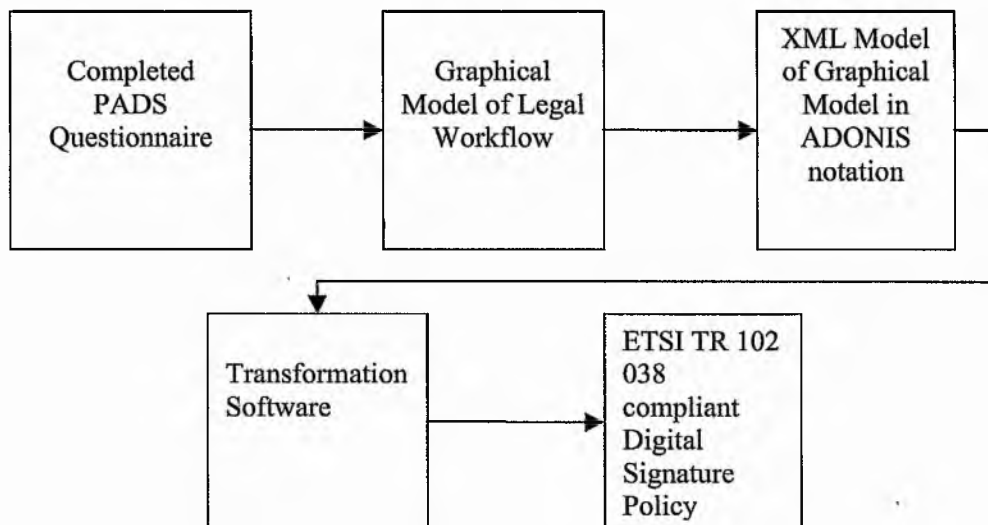 Completed
PADS
Questionnaire
Graphical
Model of Legal
Workflow
XML Model
of Graphical
Model in
ADONIS
notation
Transformation
Software
ETSI TR 102
038
compliant
Digital
Signature
Policy